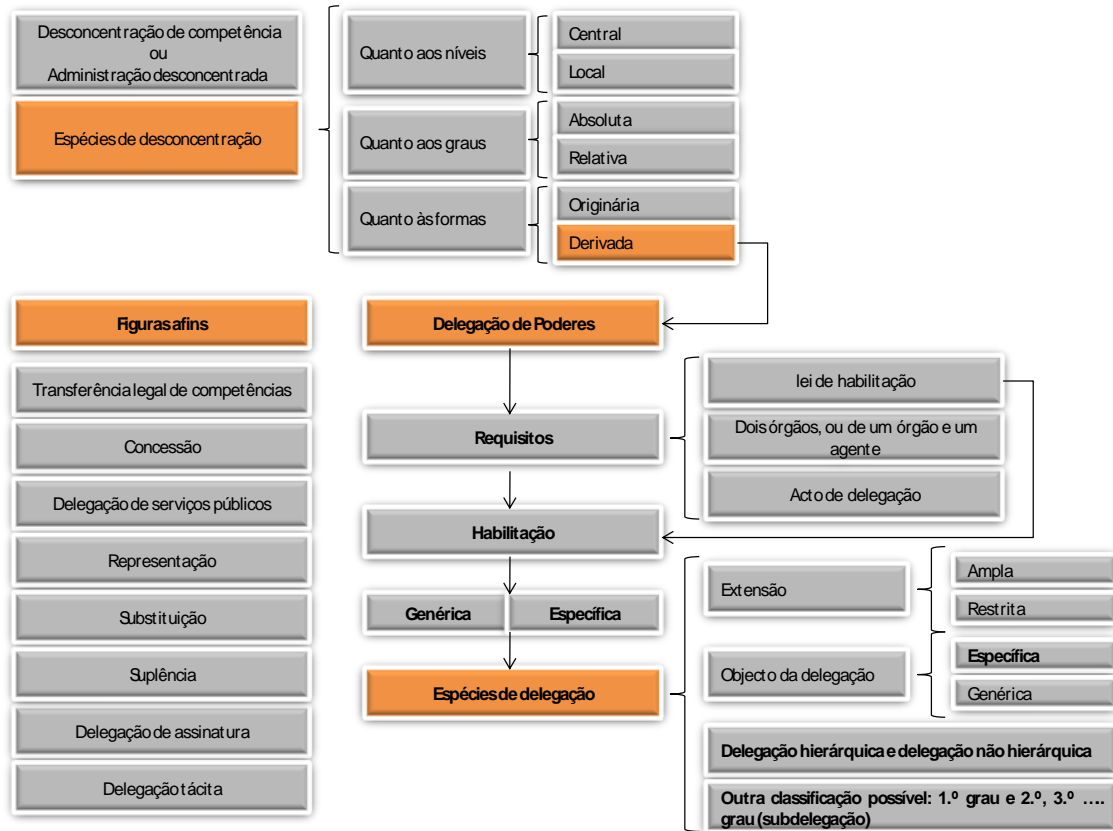 Desconcentração de competência
ou
Administração desconcentrada
Espécies de desconcentração
Quanto aos níveis
Central
Local
Quanto aos graus
Absoluta
Relativa
Quanto às formas
Originária
Derivada
Figuras afins
Transferência legal de competências
Concessão
Delegação de serviços públicos
Representação
Substituição
Suplência
Delegação de assinatura
Delegação tácita
Delegação de Poderes
Requisitos
lei de habilitação
Dois órgãos, ou de um órgão e um
agente
Acto de delegação
Habilitação
Genérica
Específica
Espécies de delegação
Extensão
Ampla
Restrita
Objecto da delegação
Específica
Genérica
Delegação hierárquica e delegação não hierárquica
Outra classificação possível: 1.º grau e 2.º, 3.º ….
grau (subdelegação)